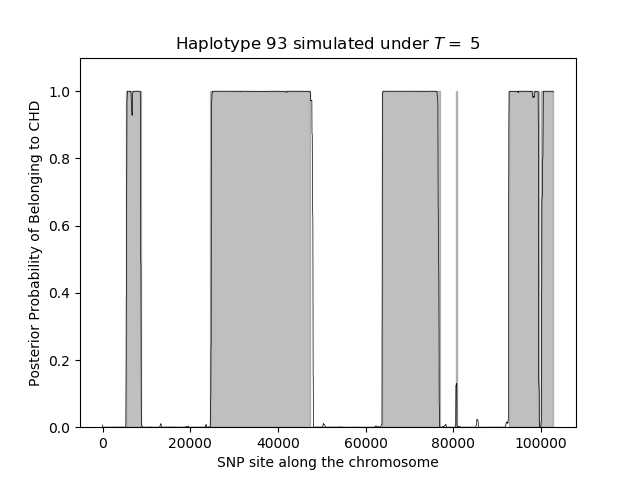 Haplotype 93 simulated under T = 5
Posterior Probability of Belonging to CHD
1.0
0.8
0.6
0.4
0.2
0.0
0 20000 40000 60000 80000 100000
SNP site along the chromosome